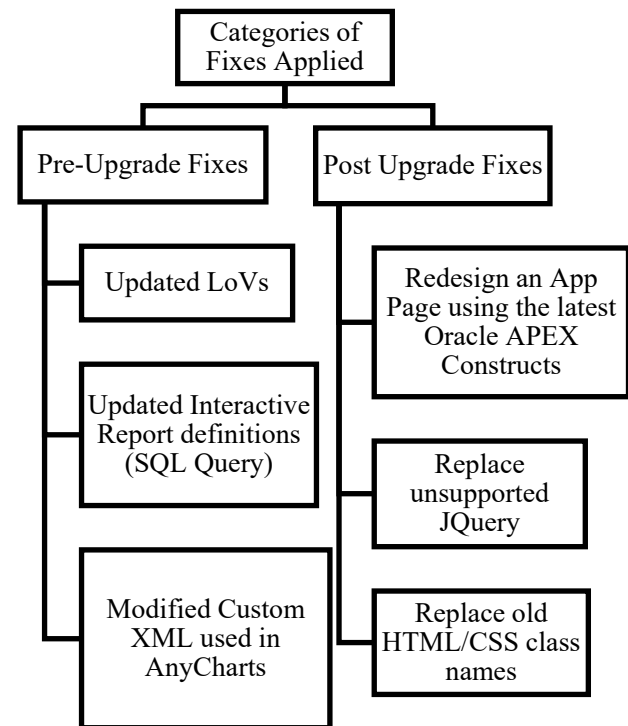 Categories of
Fixes Applied
Pre-Upgrade Fixes
Post Upgrade Fixes
Updated LoVs
Updated Interactive
Report definitions
(SQL Query)
Modified Custom
XML used in
AnyCharts
Redesign an App
Page using the latest
Oracle APEX
Constructs
Replace
unsupported
JQuery
Replace old
HTML/CSS class
names